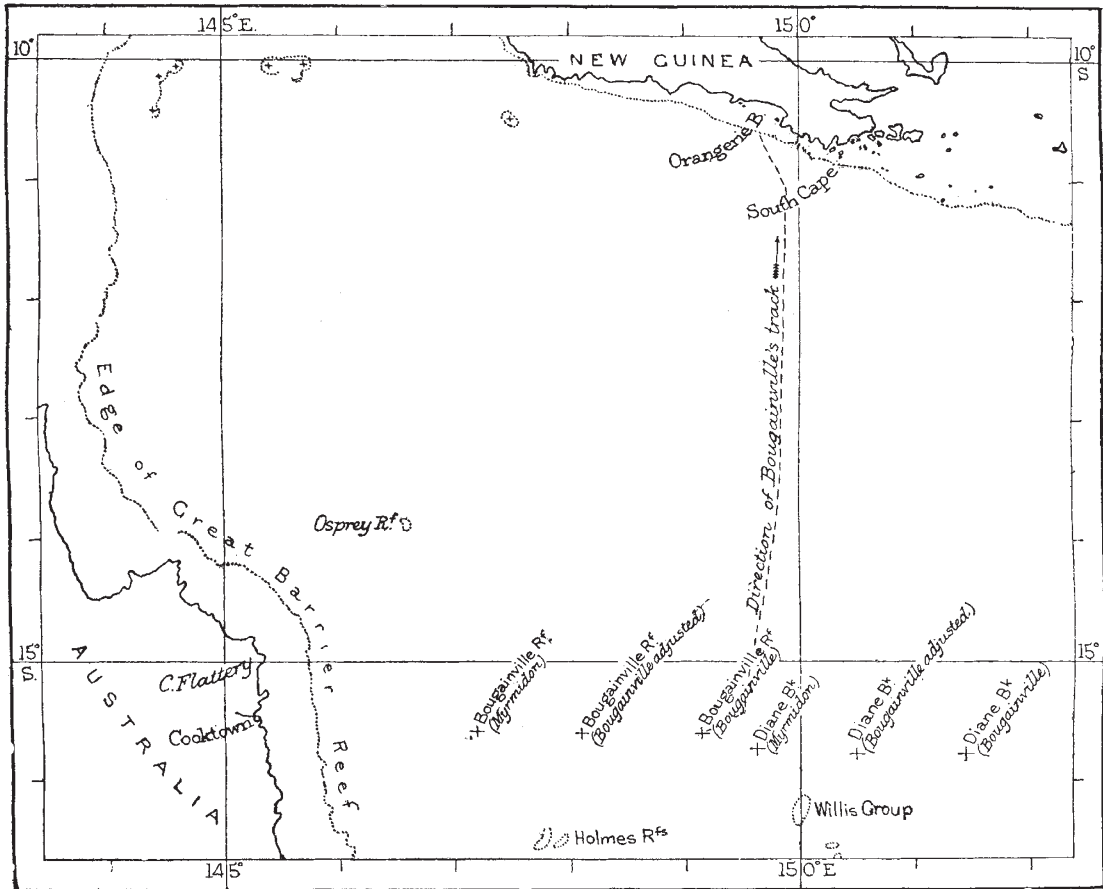 145°E.
150°
10°
10°
S
NEW GUINEA
Orangerie B
South Cape
Direction of Bougainville's track
Edge of Great Barrier Reef
Osprey Rf.
15°
S.
15°
S
AUSTRALIA
C. Flattery
Cooktown
Bougainville Rf.
(Myrmidon)
Bougainville Rf.
(Bougainville adjusted)
Bougainville Rf
(Bougainville)
Diane Bk
(Myrmidon)
Diane Bk
(Bougainville adjusted.)
Diane Bk
(Bougainville)
Willis Group
Holmes Rfs
145°
150°E